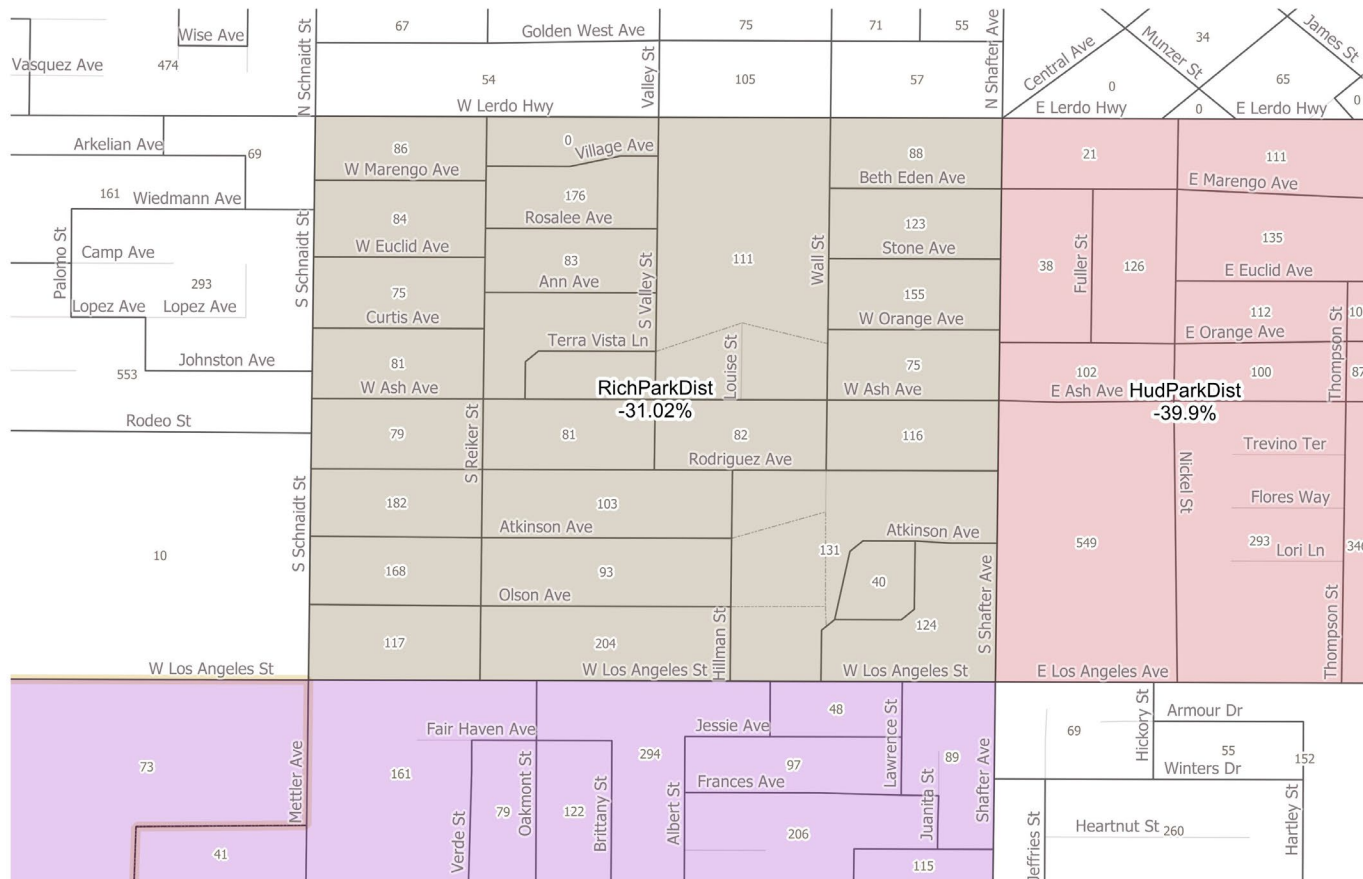 67
Golden West Ave
75
71
55
Wise Ave
Vasquez Ave
474
N Schnaidt St
54
W Lerdo Hwy
Valley St
105
57
N Shafter Ave
Central Ave
Munzer St
34
James St
0
65
E Lerdo Hwy
0
E Lerdo Hwy
0
Arkelian Ave
69
86
W Marengo Ave
0
Village Ave
88
Beth Eden Ave
21
111
E Marengo Ave
161
Wiedmann Ave
176
Rosalee Ave
84
W Euclid Ave
123
Stone Ave
135
E Euclid Ave
Palomo St
Camp Ave
S Schnaidt St
83
Ann Ave
S Valley St
111
Wall St
38
Fuller St
126
293
Lopez Ave
Lopez Ave
75
Curtis Ave
155
W Orange Ave
112
E Orange Ave
10
Thompson St
Johnston Ave
553
Terra Vista Ln
Louise St
81
W Ash Ave
75
W Ash Ave
102
E Ash Ave
100
87
RichParkDist
-31.02%
HudParkDist
-39.9%
Rodeo St
79
S Reiker St
81
82
Rodriguez Ave
116
Trevino Ter
Nickel St
S Schnaidt St
182
103
Atkinson Ave
Atkinson Ave
Flores Way
10
131
549
293
Lori Ln
346
168
93
Olson Ave
40
S Shafter Ave
124
Thompson St
117
204
Hillman St
W Los Angeles St
W Los Angeles St
W Los Angeles St
E Los Angeles Ave
Fair Haven Ave
Jessie Ave
48
Lawrence St
Hickory St
Armour Dr
69
73
Mettler Ave
161
294
97
89
Shafter Ave
55
152
Winters Dr
Verde St
79
Oakmont St
122
Brittany St
Albert St
Frances Ave
Juanita St
206
Jeffries St
Heartnut St
260
Hartley St
41
115